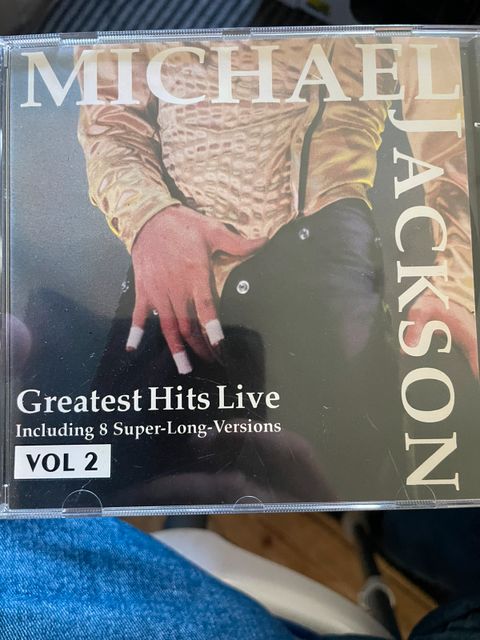 MICHAEL
JACKSON
Greatest Hits Live
Including 8 Super-Long-Versions
VOL 2